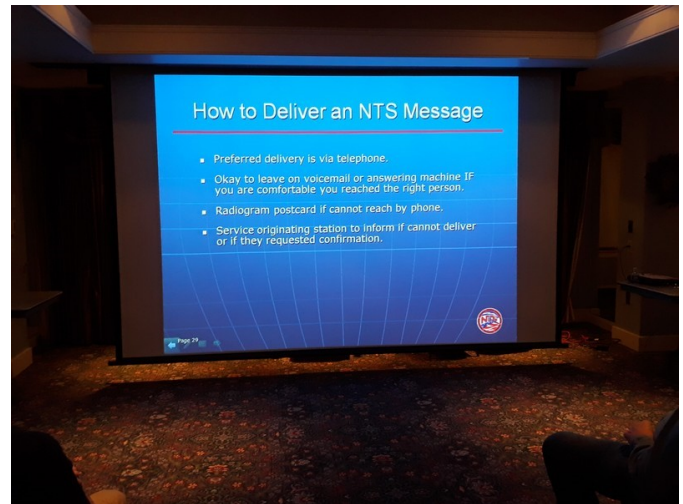 How to Deliver an NTS Message
Preferred delivery is via telephone.
Okay to leave on voicemail or answering machine IF
you are comfortable you reached the right person.
Radiogram postcard if cannot reach by phone.
Service originating station to inform if cannot deliver
or if they requested confirmation.
Page 29